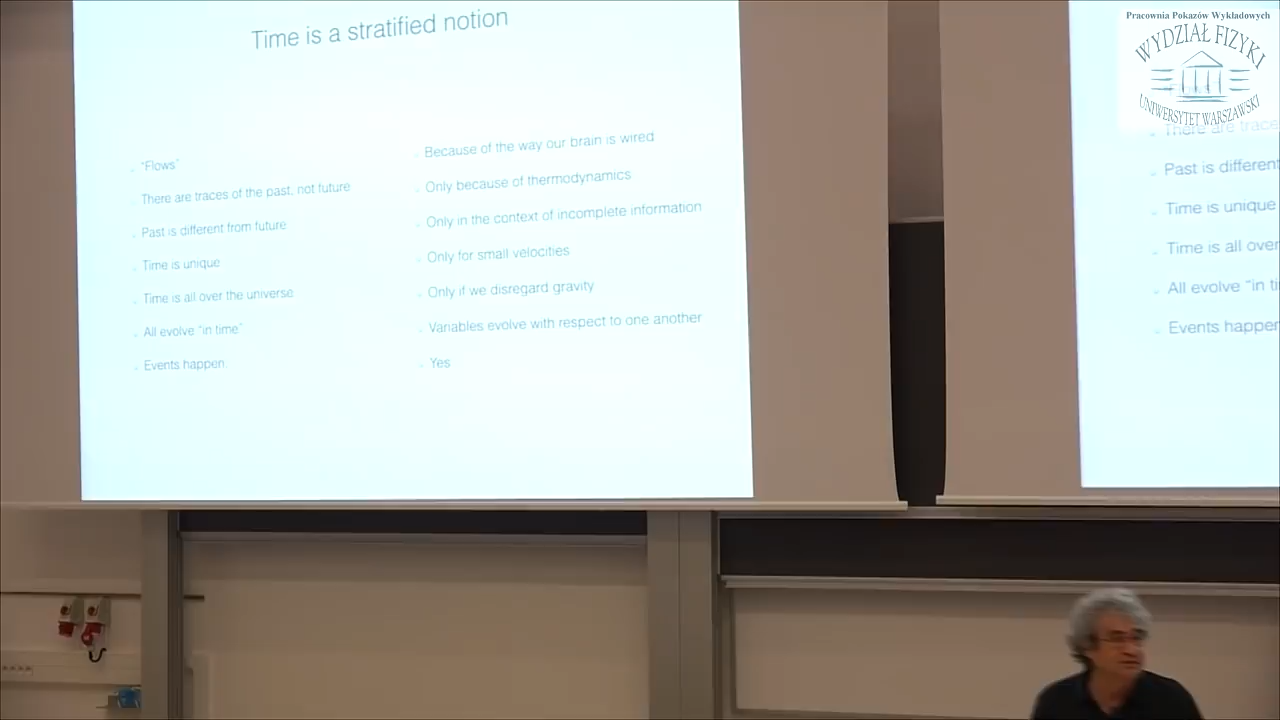 Time is a stratified notion
"Flows"
There are traces of the past, not future
Past is different from future
Time is unique
Time is all over the universe
All evolve "in time"
Events happen.
Because of the way our brain is wired
Only because of thermodynamics
Only in the context of incomplete information
Only for small velocities
Only if we disregard gravity
Variables evolve with respect to one another
Yes
Pracownia Pokazów Wykładowych
WYDZIAŁ FIZYKI
UNIWERSYTET WARSZAWSKI
There are trace
Past is different
Time is unique
Time is all over
All evolve "in ti
Events happer